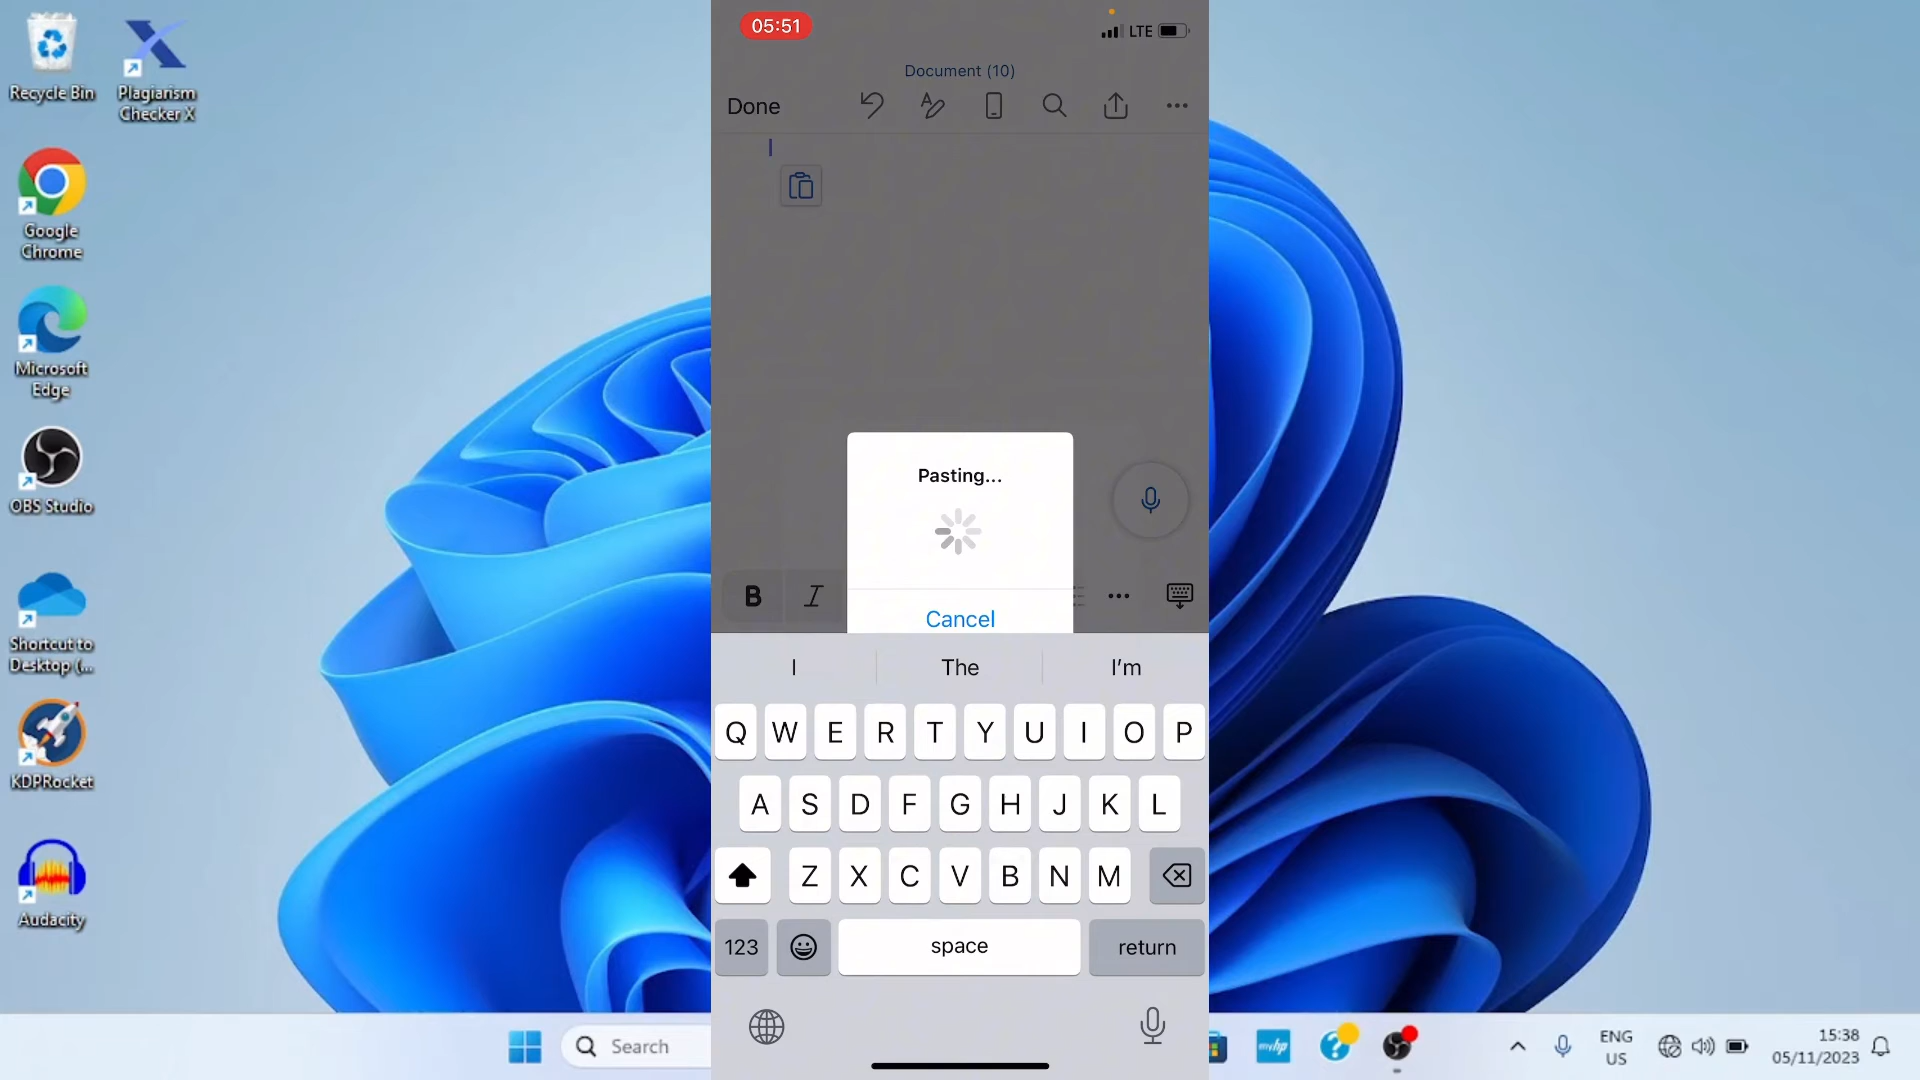 Recycle Bin
Plagiarism
Checker X
Google
Chrome
Microsoft
Edge
OBS Studio
Shortcut to
Desktop (...
KDPRocket
Audacity
05:51
LTE
Document (10)
Done
Pasting...
B I
Cancel
I The I'm
Q W E R T Y U I O P
A S D F G H J K L
Z X C V B N M
123 space return
Search
myhp
ENG
US
15:38
05/11/2023